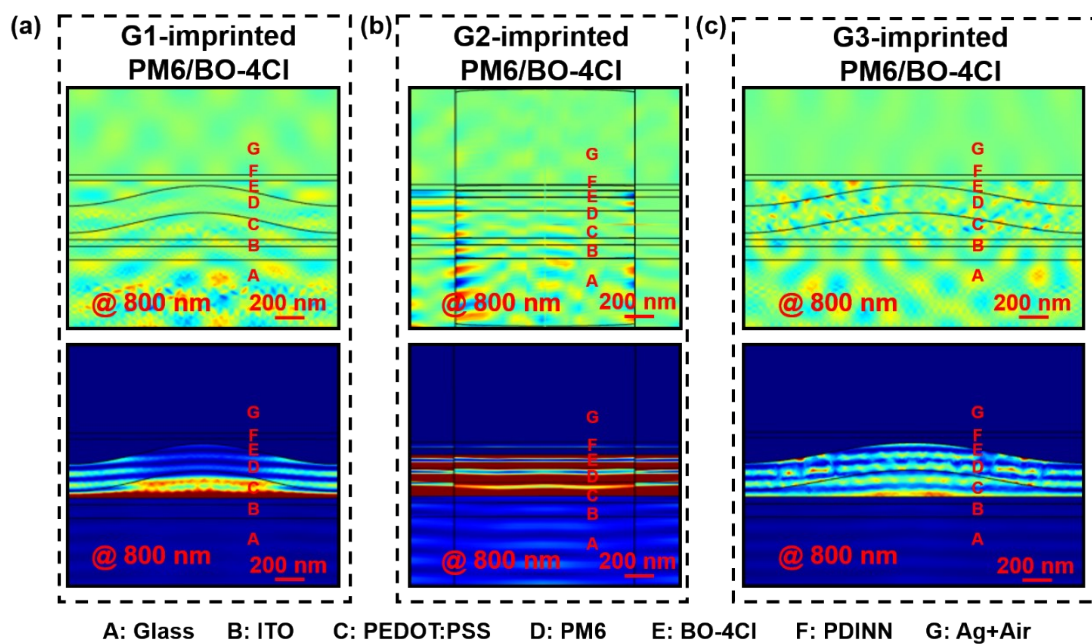 (a)
G1-imprinted
PM6/BO-4Cl
G
F
E
D
C
B
A
@ 800 nm
200 nm
G
F
E
D
C
B
A
@ 800 nm
200 nm
(b)
G2-imprinted
PM6/BO-4Cl
G
F
E
D
C
B
A
@ 800 nm
200 nm
G
F
E
D
C
B
A
@ 800 nm
200 nm
(c)
G3-imprinted
PM6/BO-4Cl
G
F
E
D
C
B
A
@ 800 nm
200 nm
G
F
E
D
C
B
A
@ 800 nm
200 nm
A: Glass B: ITO C: PEDOT:PSS D: PM6 E: BO-4Cl F: PDINN G: Ag+Air